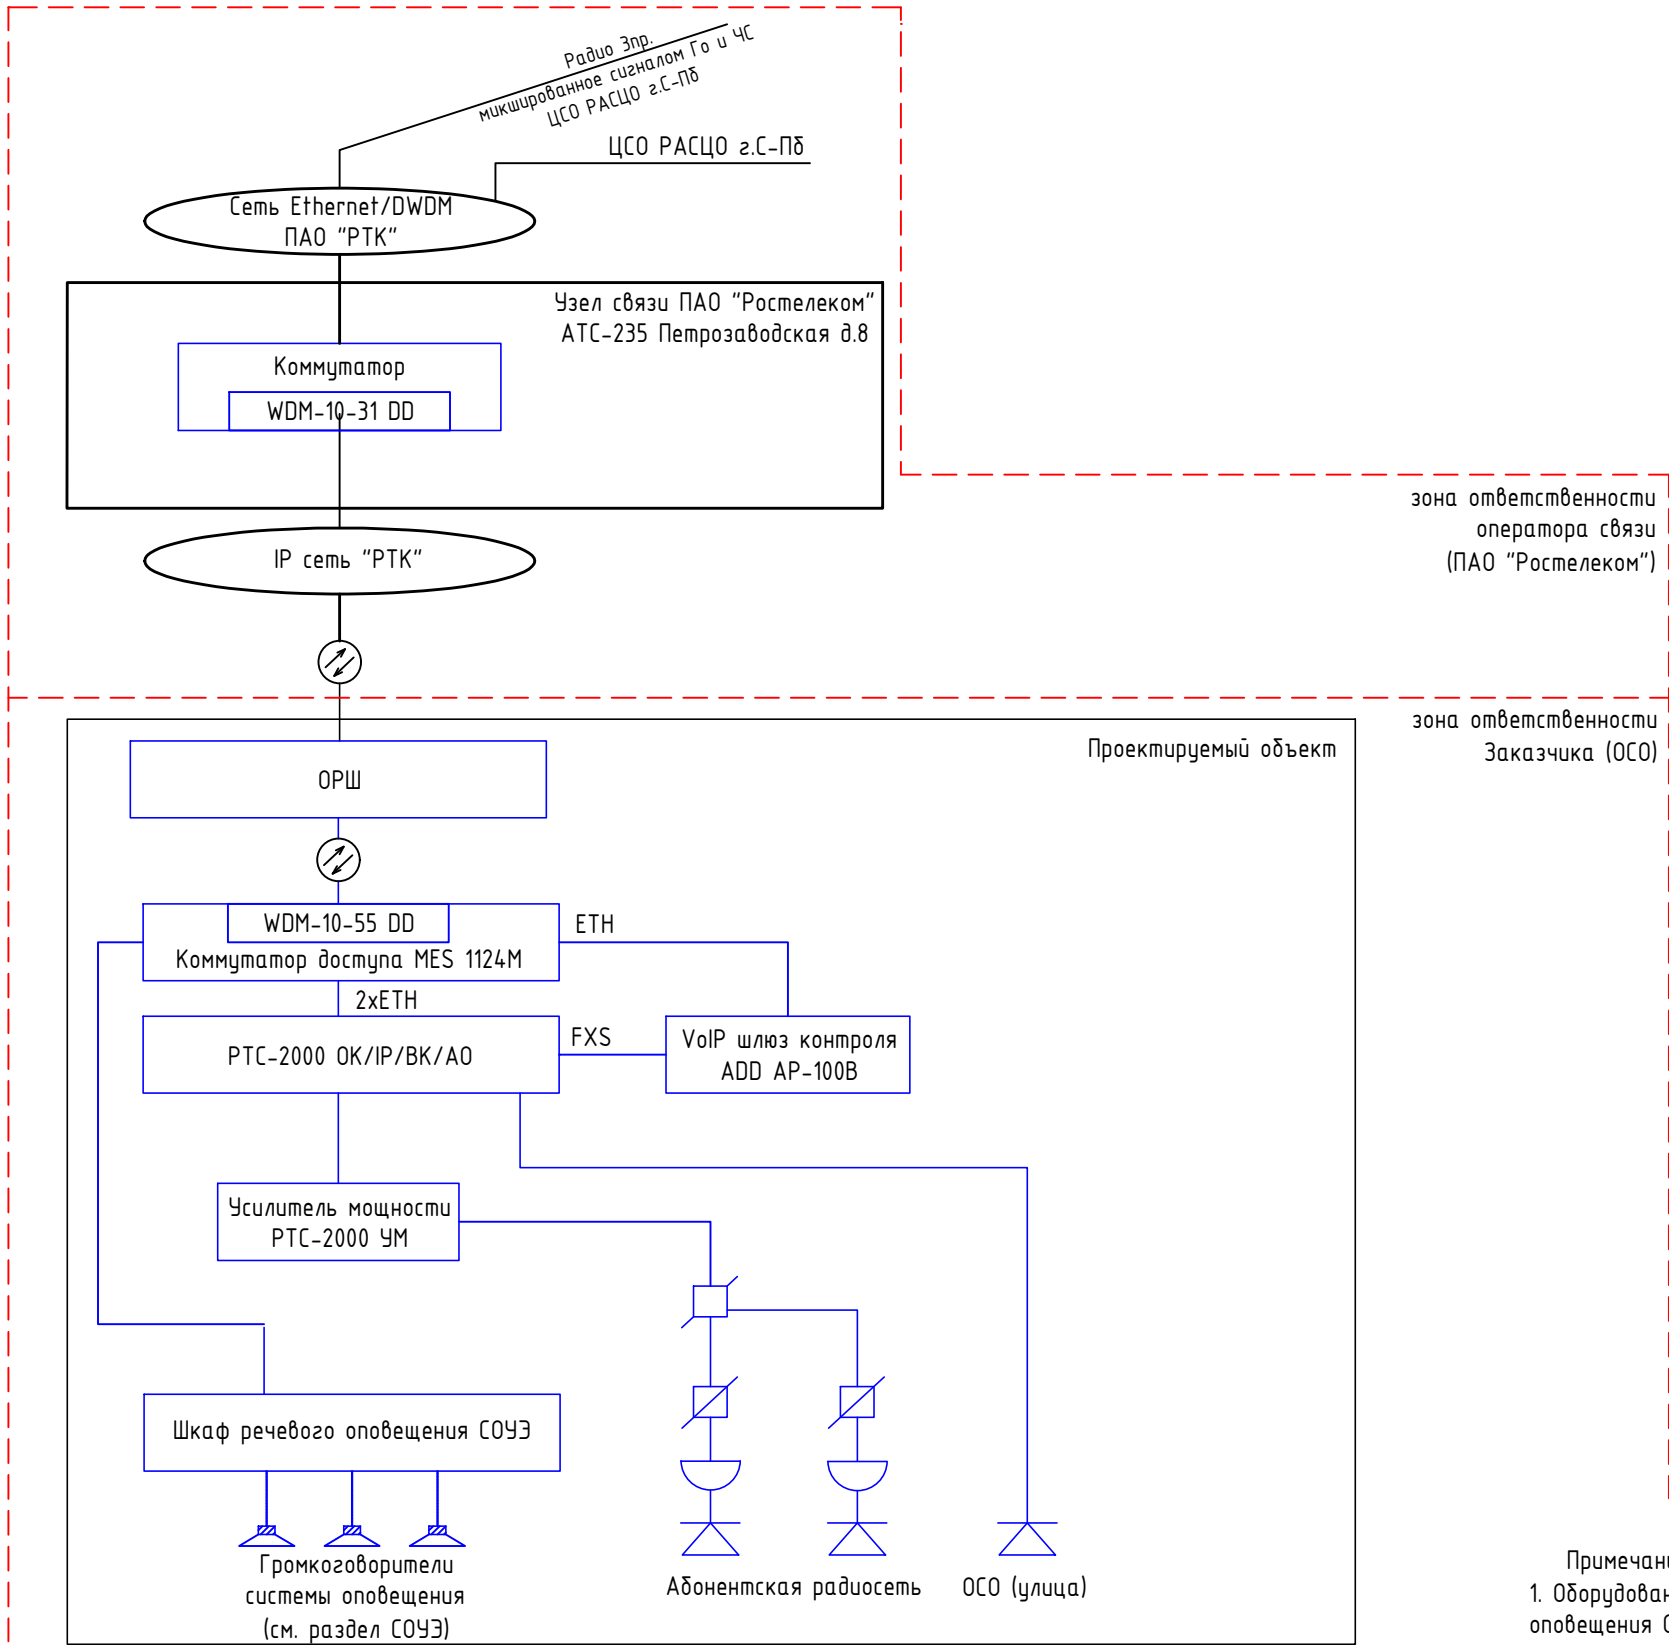 Радио 3пр.
микшированное сигналом Го и ЧС
ЦСО РАСЦО г.С-Пб
ЦСО РАСЦО г.С-Пб
Сеть Ethernet/DWDM
ПАО "РТК"
Узел связи ПАО "Ростелеком"
АТС-235 Петрозаводская д.8
Коммутатор
WDM-10-31 DD
IP сеть "РТК"
зона ответственности
оператора связи
(ПАО "Ростелеком")
зона ответственности
Заказчика (ОСО)
Проектируемый объект
ОРШ
WDM-10-55 DD
Коммутатор доступа MES 1124M
ETH
2xETH
РТС-2000 ОК/IP/ВК/АО
FXS
VoIP шлюз контроля
ADD AP-100B
Усилитель мощности
РТС-2000 УМ
Шкаф речевого оповещения СОУЭ
Громкоговорители
системы оповещения
(см. раздел СОУЭ)
Абонентская радиосеть
ОСО (улица)
1.
оповещения